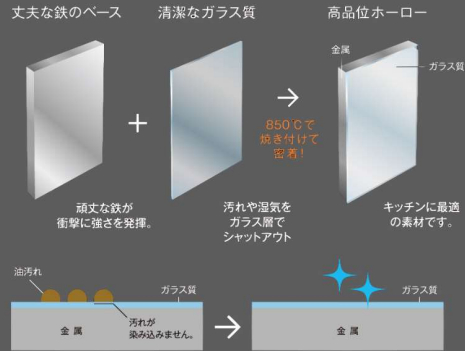 丈夫な鉄のベース
清潔なガラス質
高品位ホーロー
金属
ガラス質
＋
→
850℃で
焼き付けて
密着！
頑丈な鉄が
衝撃に強さを発揮。
汚れや湿気を
ガラス層で
シャットアウト
キッチンに最適
の素材です。
油汚れ
ガラス質
汚れが
染み込みません。
金属
→
ガラス質
金属